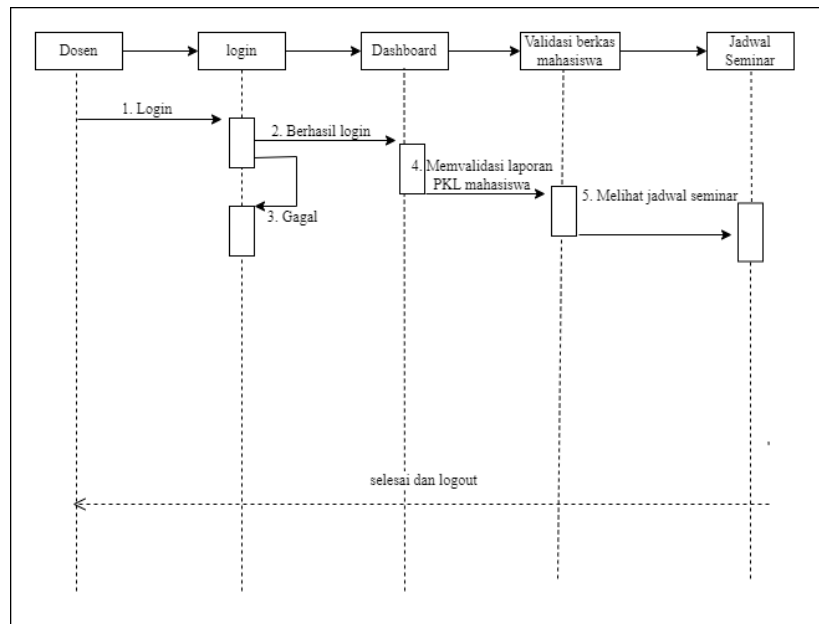 Dosen
login
Dashboard
Validasi berkas
mahasiswa
Jadwal
Seminar
1. Login
2. Berhasil login
3. Gagal
4. Memvalidasi laporan
PKL mahasiswa
5. Melihat jadwal seminar
selesai dan logout